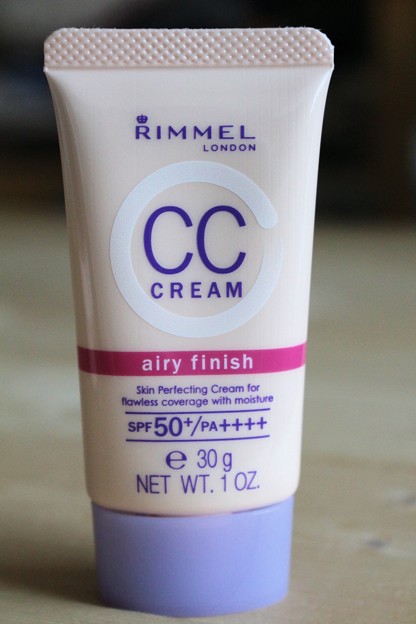 RIMMEL
LONDON
CC
CREAM
airy finish
Skin Perfecting Cream for
flawless coverage with moisture
SPF50+/PA++++
e 30g
NET WT. 1 OZ.